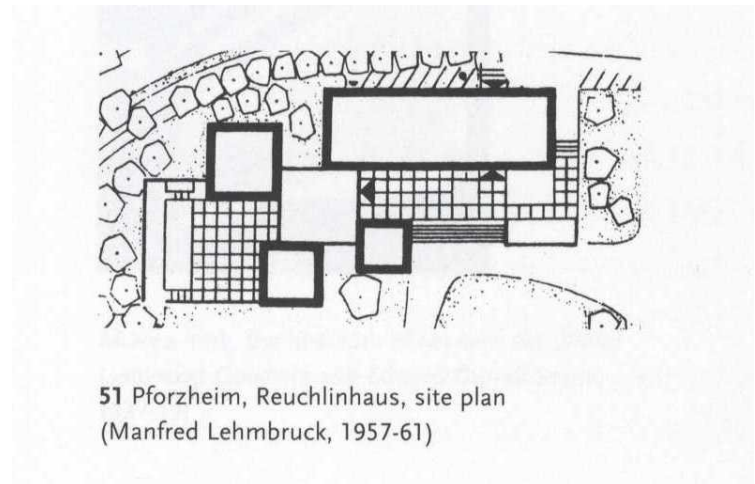 51 Pforzheim, Reuchlinhaus, site plan
(Manfred Lehmbruck, 1957-61)